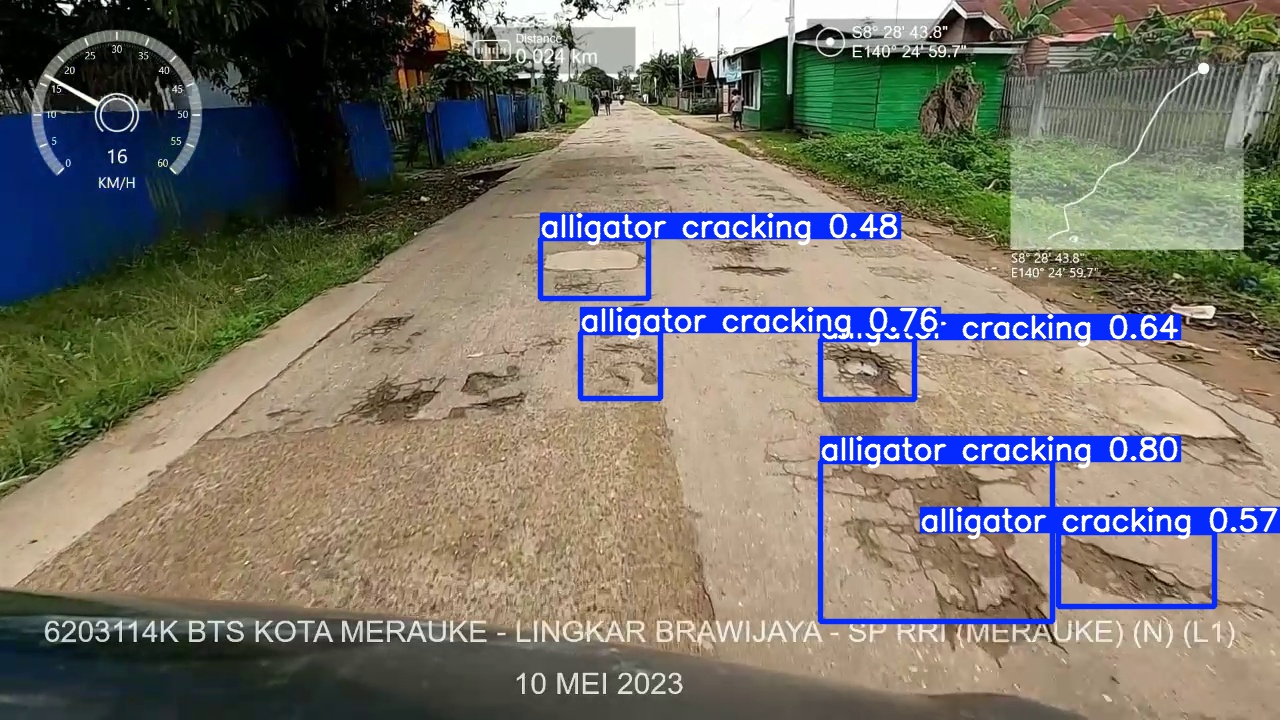 Distance
0,024 km
S8° 28' 43.8"
E140° 24' 59.7"
0
5
10
15
20
25
30
35
40
45
50
55
60
16
KM/H
alligator cracking 0.48
S8° 28' 43.8"
E140° 24' 59.7"
alligator cracking 0.76
cracking 0.64
alligator cracking 0.80
alligator cracking 0.57
6203114K BTS KOTA MERAUKE - LINGKAR BRAWIJAYA - SP RRI (MERAUKE) (N) (L1)
10 MEI 2023